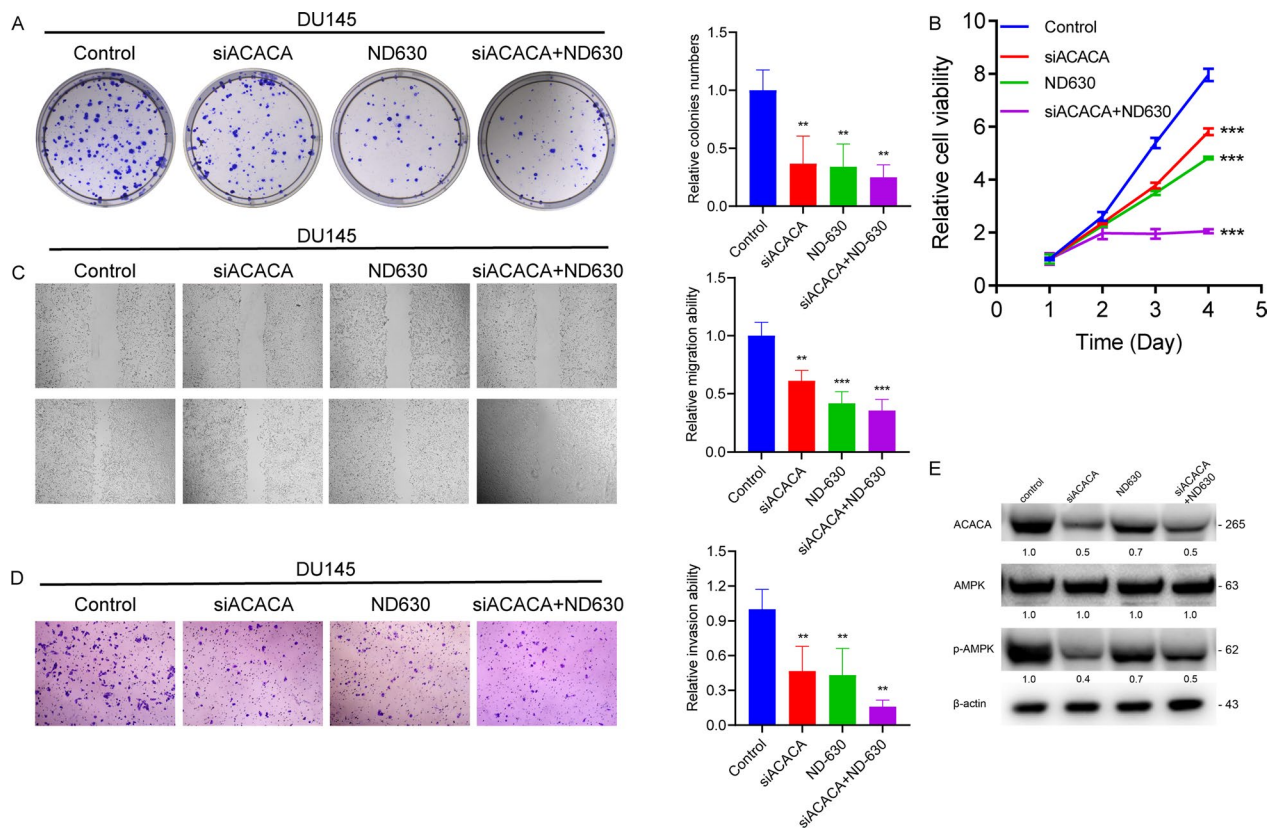 A
DU145
Control siACACA ND630 siACACA+ND630
Relative colonies numbers
1.5
1.0
0.5
0.0
** ** **
Control siACACA ND-630 siACACA+ND-630
B
Control
siACACA
ND630
siACACA+ND630
Relative cell viability
10
8
6
4
2
0
***
***
***
0 1 2 3 4 5
Time (Day)
C
DU145
Control siACACA ND630 siACACA+ND630
Relative migration ability
1.5
1.0
0.5
0.0
** *** ***
Control siACACA ND-630 siACACA+ND-630
D
DU145
Control siACACA ND630 siACACA+ND630
Relative invasion ability
1.5
1.2
0.9
0.6
0.3
0.0
** ** **
Control siACACA ND-630 siACACA+ND-630
E
control siACACA ND630 siACACA
+ND630
ACACA - 265
1.0 0.5 0.7 0.5
AMPK - 63
1.0 1.0 1.0 1.0
p-AMPK - 62
1.0 0.4 0.7 0.5
β-actin - 43